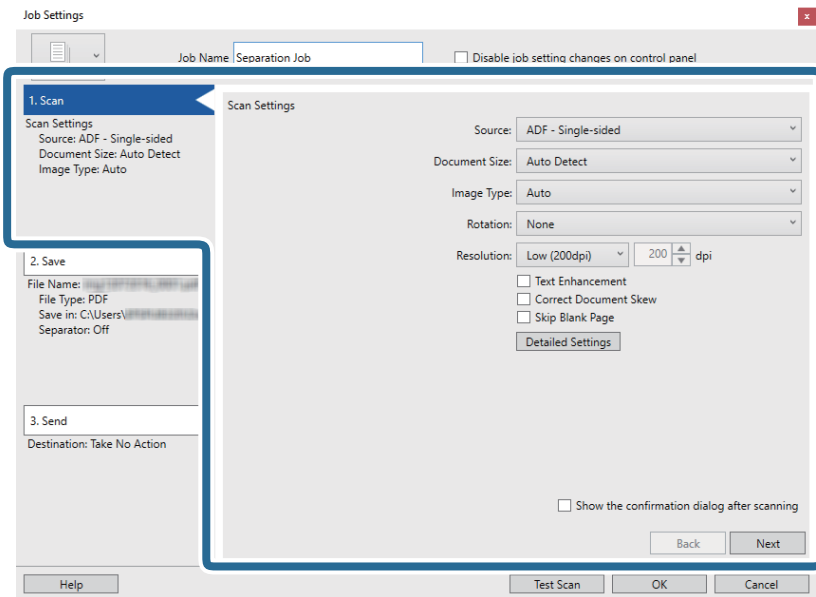 Job Settings
x
Job Name Separation Job Disable job setting changes on control panel
1. Scan
Scan Settings
Source: ADF - Single-sided
Document Size: Auto Detect
Image Type: Auto
2. Save
File Name:
File Type: PDF
Save in: C:\Users\
Separator: Off
3. Send
Destination: Take No Action
Scan Settings
Source: ADF - Single-sided
Document Size: Auto Detect
Image Type: Auto
Rotation: None
Resolution: Low (200dpi) 200 dpi
Text Enhancement
Correct Document Skew
Skip Blank Page
Detailed Settings
Show the confirmation dialog after scanning
Back Next
Help Test Scan OK Cancel